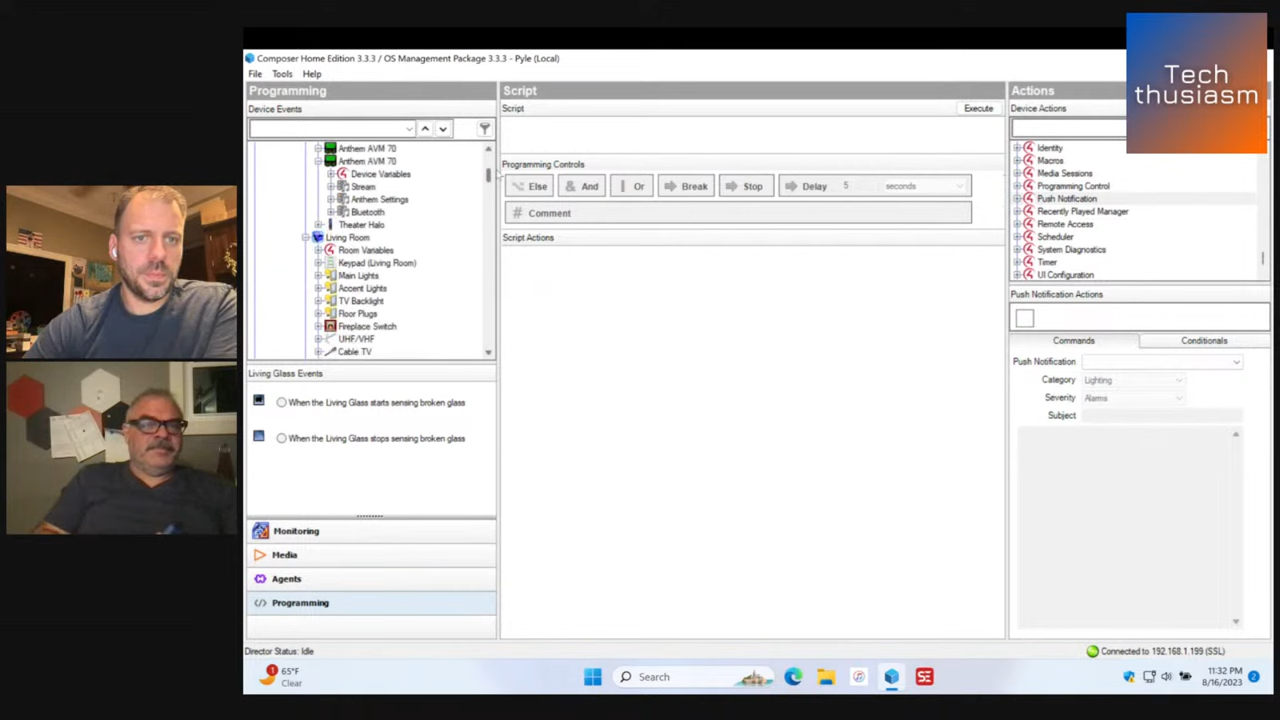 Composer Home Edition 3.3.3 / OS Management Package 3.3.3 - Pyle (Local)
File Tools Help
Programming
Device Events
Anthem AVM 70
Anthem AVM 70
Device Variables
Stream
Anthem Settings
Bluetooth
Theater Halo
Living Room
Room Variables
Keypad (Living Room)
Main Lights
Accent Lights
TV Backlight
Floor Plugs
Fireplace Switch
UHF/VHF
Cable TV
Living Glass Events
When the Living Glass starts sensing broken glass
When the Living Glass stops sensing broken glass
Monitoring
Media
Agents
Programming
Script
Script Execute
Programming Controls
Else And Or Break Stop Delay 5 seconds
# Comment
Script Actions
Actions
Device Actions
Identity
Macros
Media Sessions
Programming Control
Push Notification
Recently Played Manager
Remote Access
Scheduler
System Diagnostics
Timer
UI Configuration
Push Notification Actions
Commands Conditionals
Push Notification
Category Lighting
Severity Alarms
Subject
Tech
thusiasm
Director Status: Idle
Connected to 192.168.1.199 (SSL)
1
65°F
Clear
Search
SE
11:32 PM
8/16/2023
2